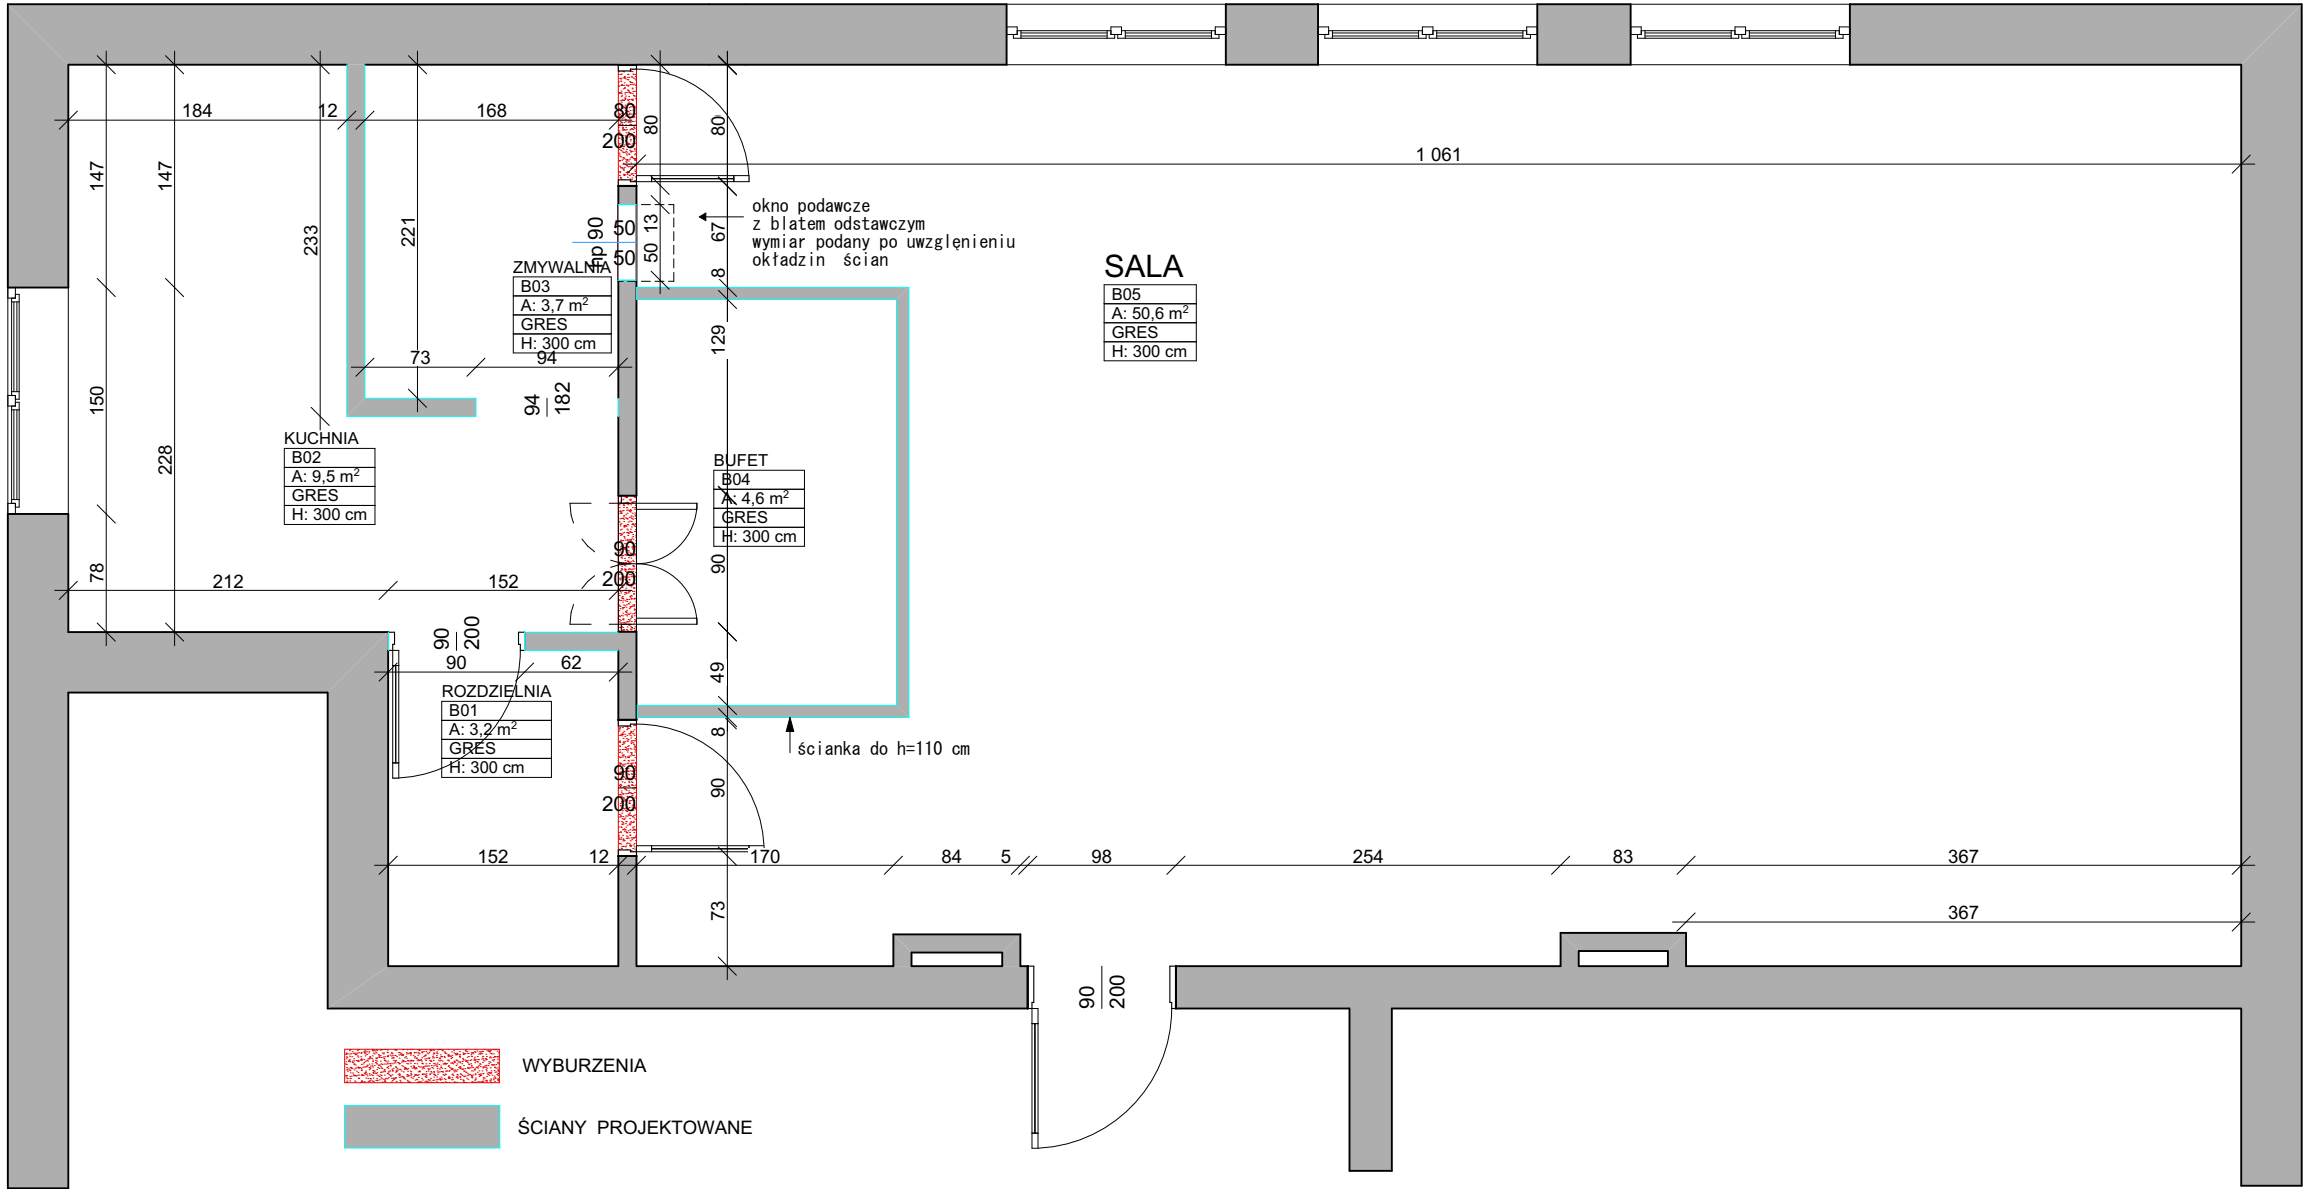 184
12
168
80
200
80
80
1 061
147
147
233
221
hp 90
50
50
13
50
67
8
okno podawcze
z blatem odstawczym
wymiar podany po uwzglęnieniu
okładzin ścian
SALA
B05
A: 50,6 m²
GRES
H: 300 cm
ZMYWALNIA
B03
A: 3,7 m²
GRES
H: 300 cm
73
94
94
182
129
150
228
KUCHNIA
B02
A: 9,5 m²
GRES
H: 300 cm
BUFET
B04
A: 4,6 m²
GRES
H: 300 cm
90
200
90
78
212
152
90
200
90
62
49
ROZDZIELNIA
B01
A: 3,2 m²
GRES
H: 300 cm
8
ścianka do h=110 cm
90
200
90
152
12
170
84
5
98
254
83
367
73
367
90
200
WYBURZENIA
ŚCIANY PROJEKTOWANE